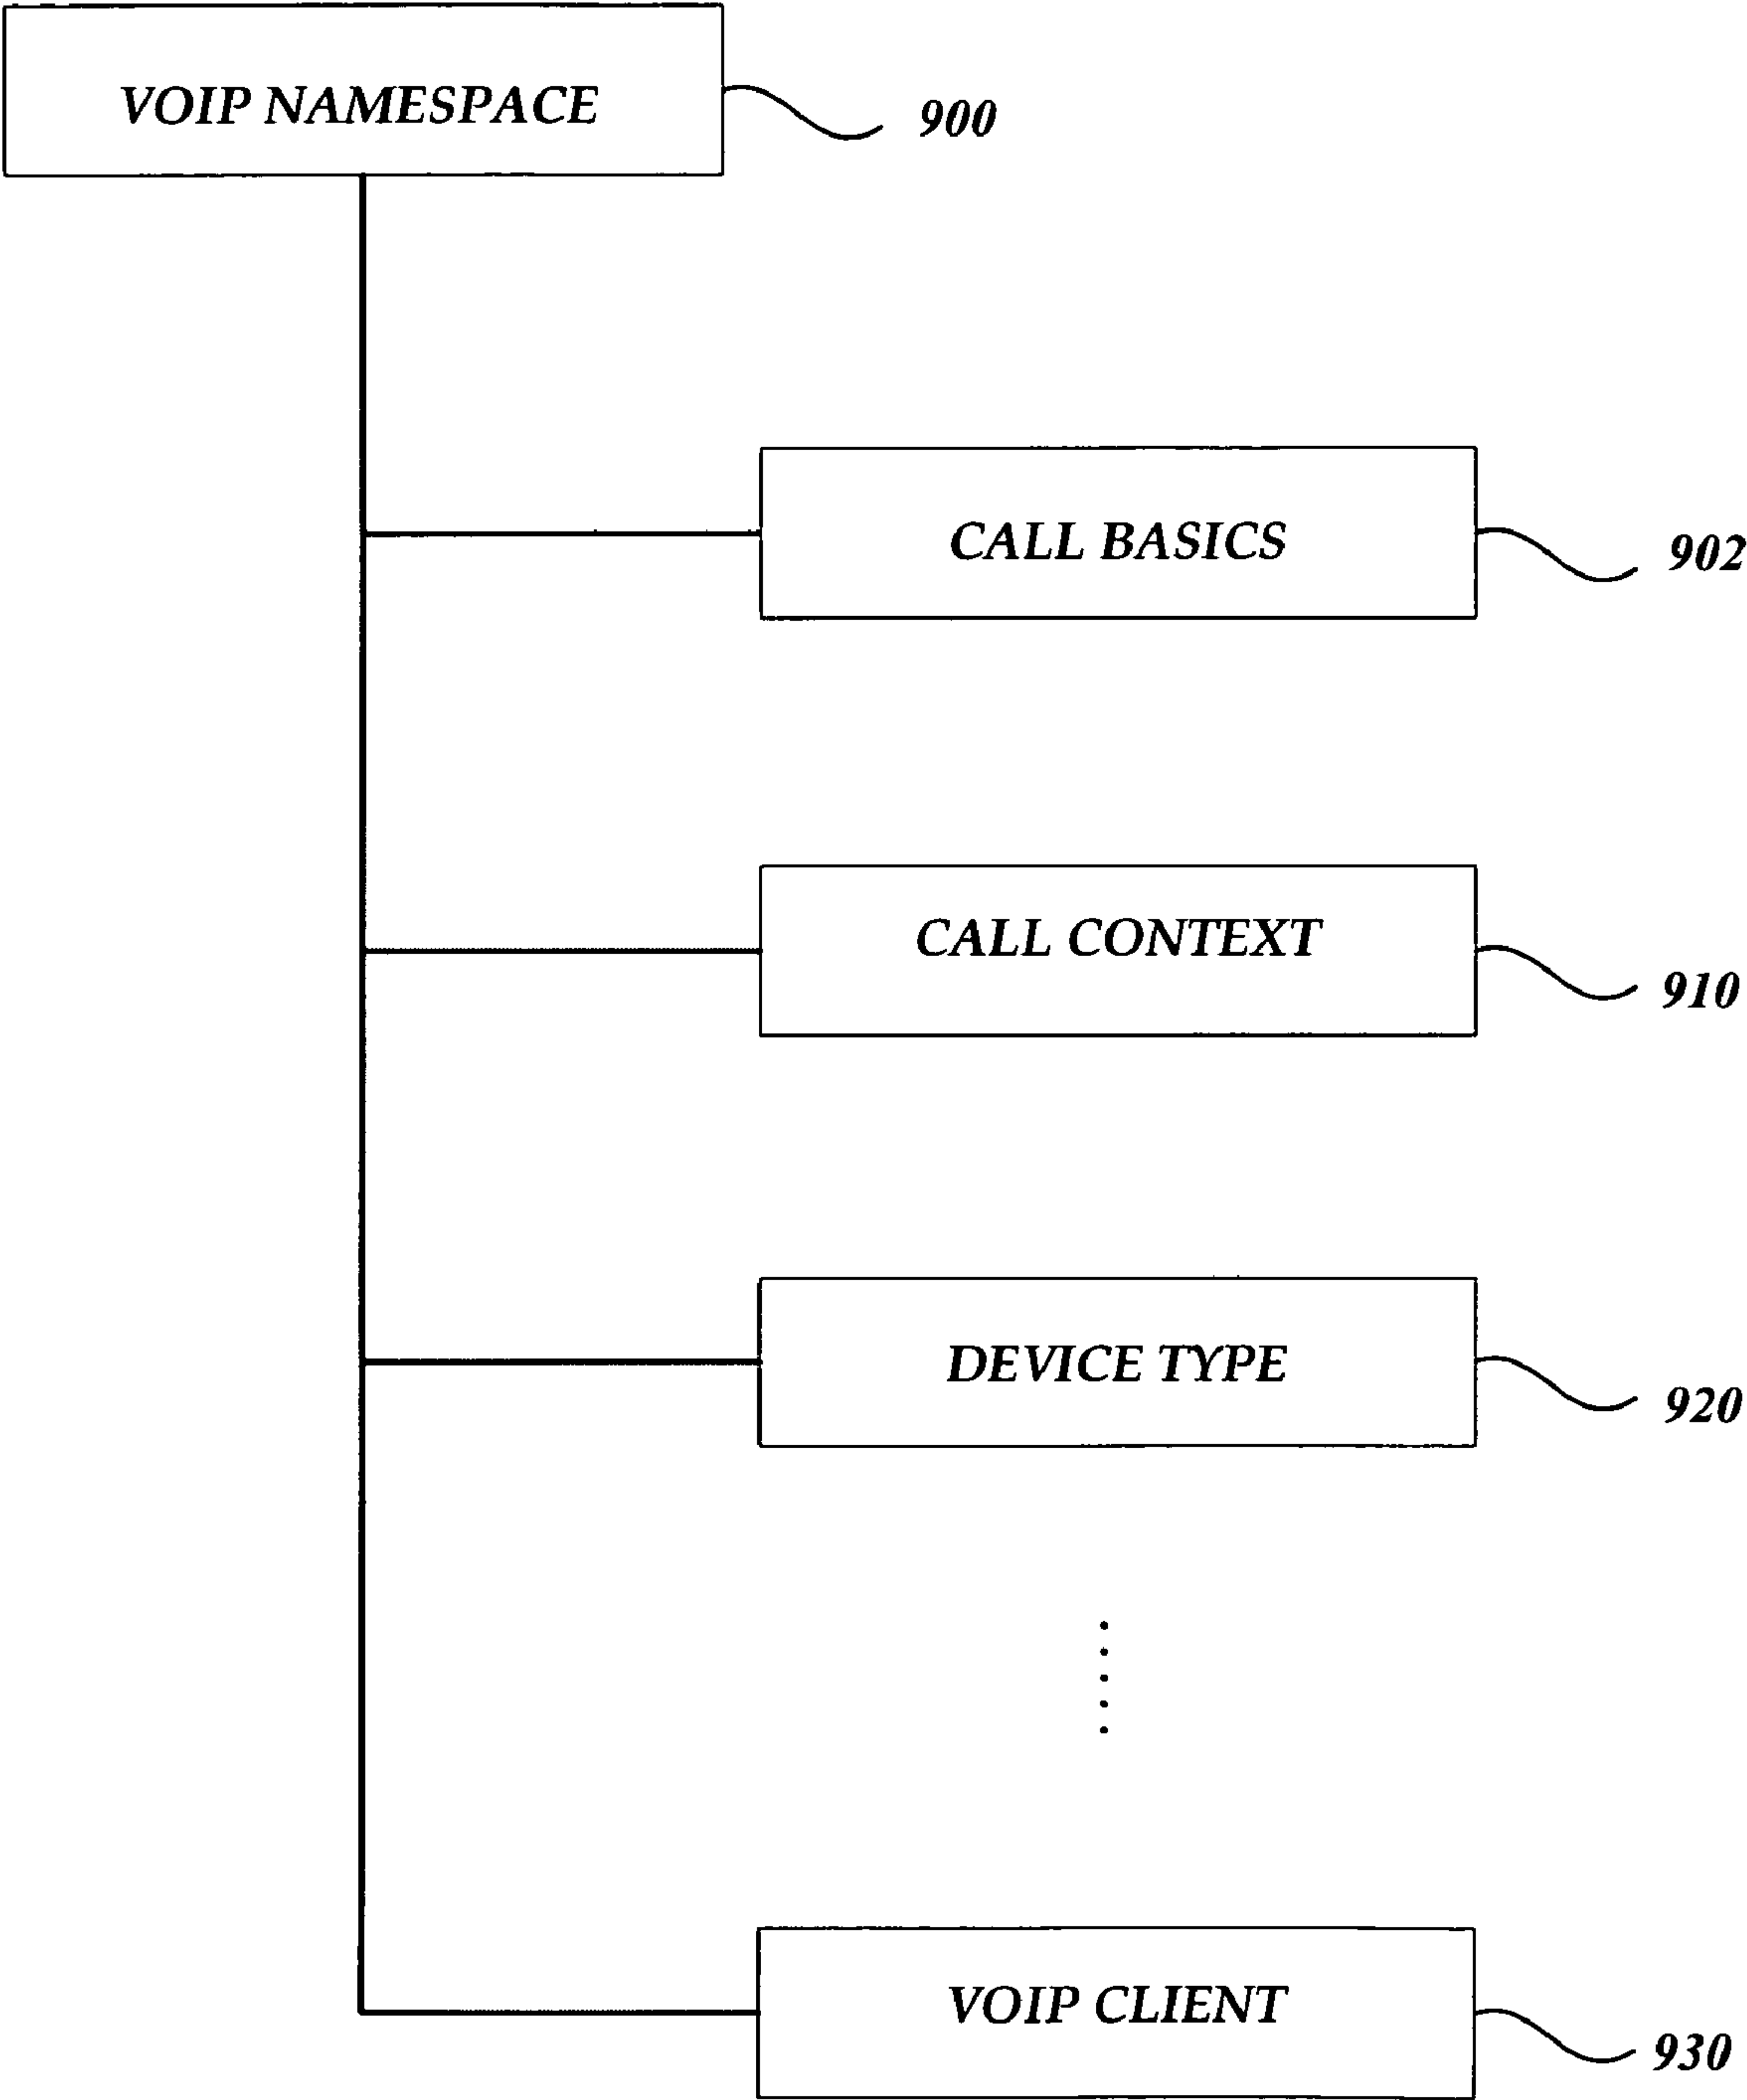 VOIP NAMESPACE
900
CALL BASICS
902
CALL CONTEXT
910
DEVICE TYPE
920
VOIP CLIENT
930